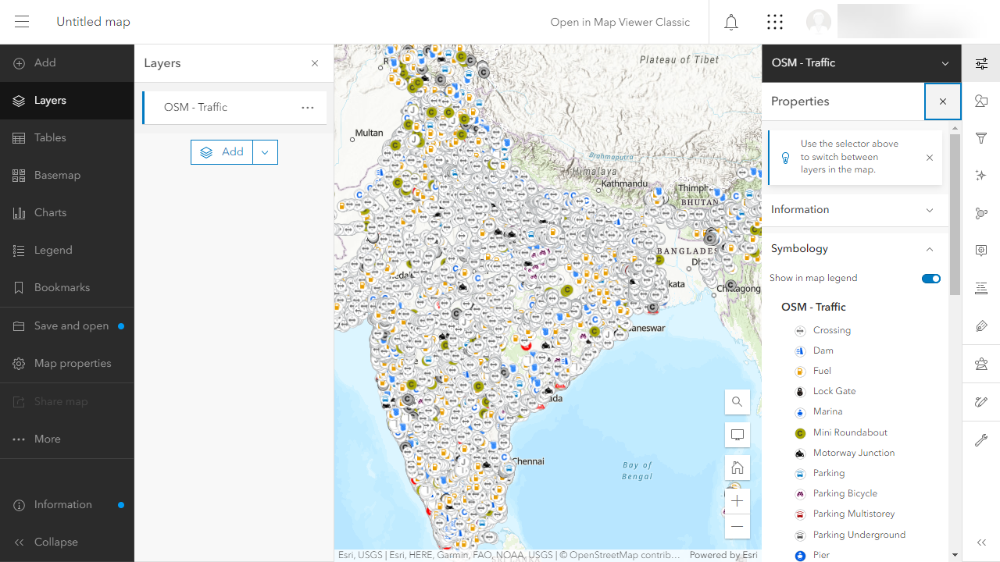 Untitled map
Open in Map Viewer Classic
Add
Layers
Tables
Basemap
Charts
Legend
Bookmarks
Save and open
Map properties
Share map
More
Information
Collapse
Layers
OSM - Traffic
Add
Plateau of Tibet
Multan
Brahmaputra
Himalaya
Kathmandu
Thimph
BHUTAN
BANGLADES
Dh
kata
Chittagong
aneswar
ada
Chennai
Bay of
Bengal
Esri, USGS | Esri, HERE, Garmin, FAO, NOAA, USGS | © OpenStreetMap contrib... Powered by Esri
OSM - Traffic
Properties
Use the selector above
to switch between
layers in the map.
Information
Symbology
Show in map legend
OSM - Traffic
Crossing
Dam
Fuel
Lock Gate
Marina
Mini Roundabout
Motorway Junction
Parking
Parking Bicycle
Parking Multistorey
Parking Underground
Pier